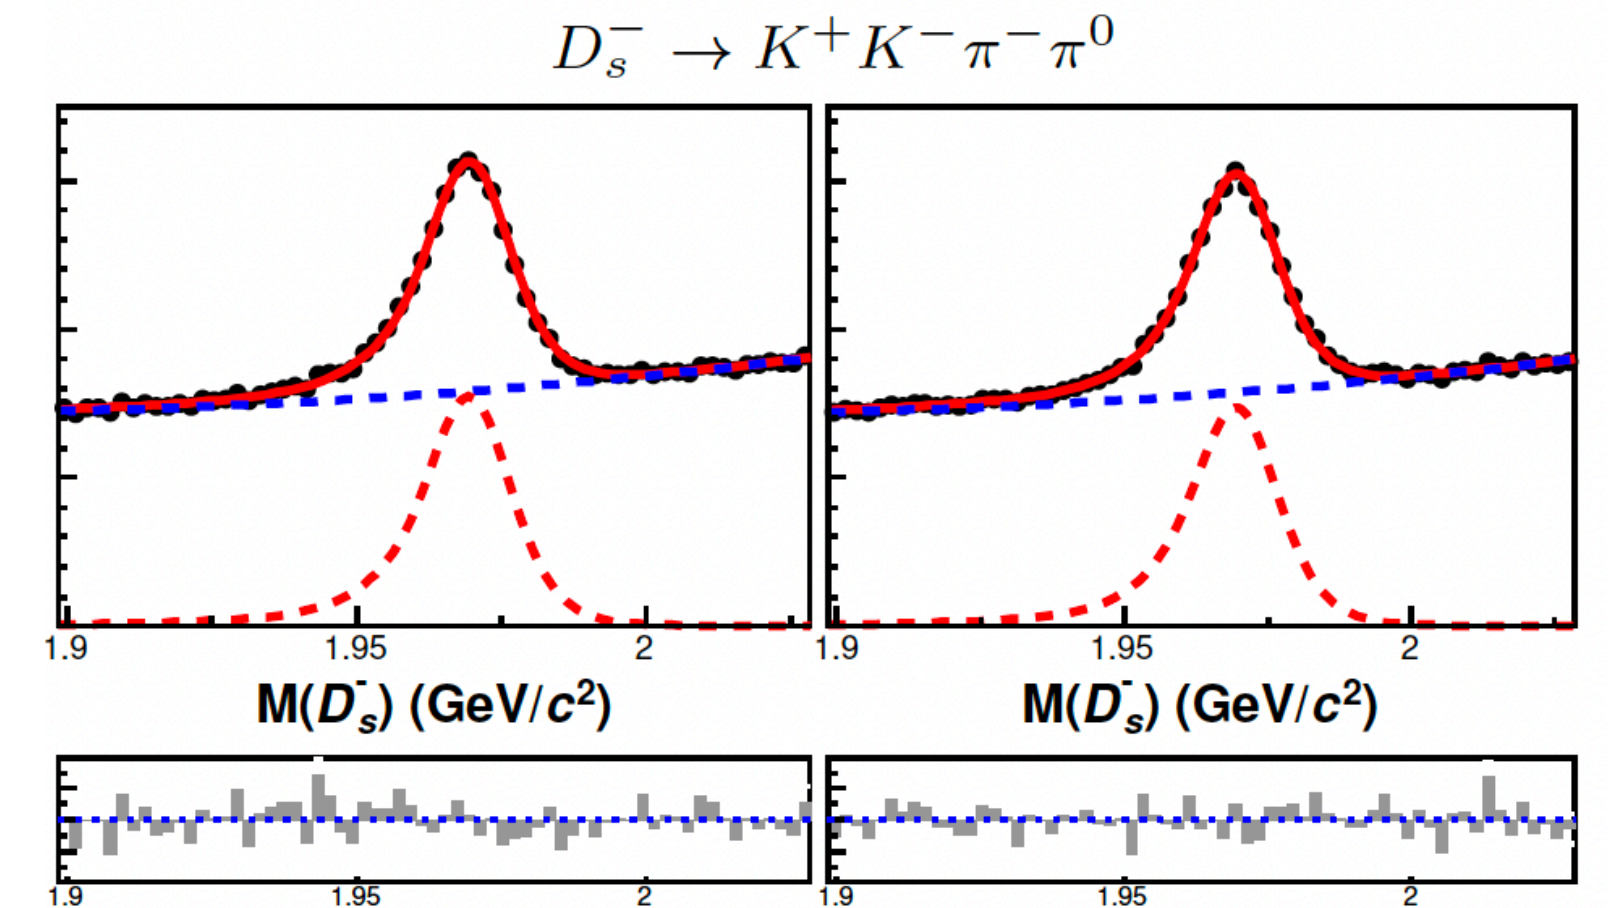 D_s^- → K^+ K^- π^- π^0
1.9 1.95 2 1.9 1.95 2
M(D_s^-) (GeV/c^2) M(D_s^-) (GeV/c^2)
1.9 1.95 2 1.9 1.95 2